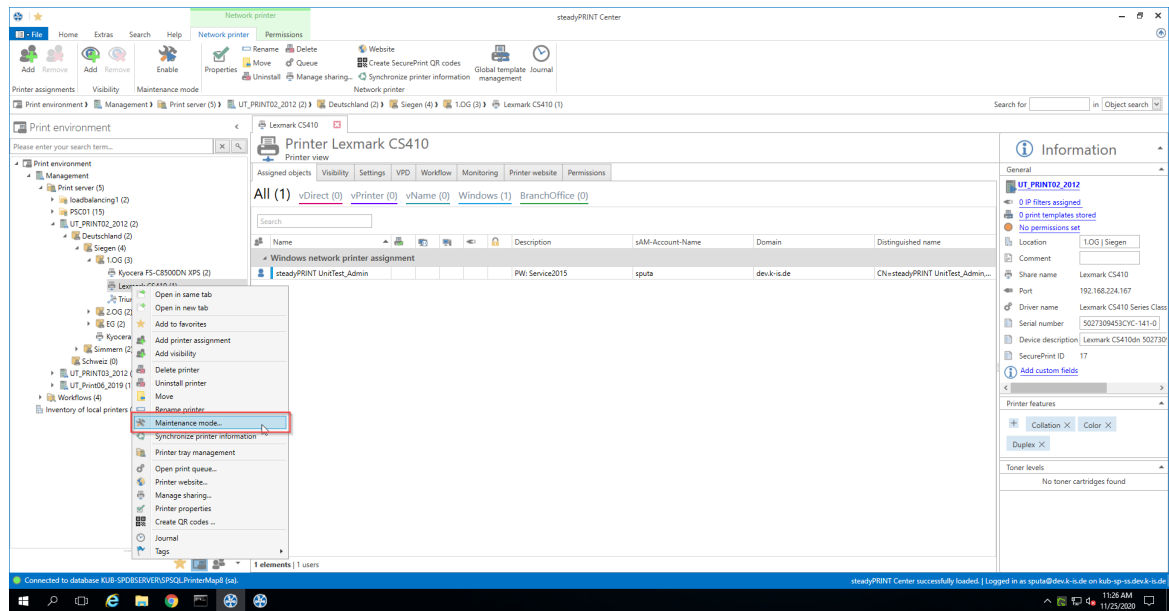 Network printer
steadyPRINT Center
File Home Extras Search Help Network printer Permissions
Add Remove Add Remove Enable Properties
Rename Delete Website
Move Queue Create SecurePrint QR codes
Uninstall Manage sharing... Synchronize printer information
Global template management Journal
Printer assignments Visibility Maintenance mode Network printer
Print environment Management Print server (5) UT_PRINT02_2012 (2) Deutschland (2) Siegen (4) 1.OG (3) Lexmark CS410 (1)
Search for in Object search
Print environment
Please enter your search term...
Print environment
Management
Print server (5)
loadbalancing1 (2)
PSC01 (15)
UT_PRINT02_2012 (2)
Deutschland (2)
Siegen (4)
1.OG (3)
Kyocera FS-C8500DN XPS (2)
Lexmark CS410 (1)
Trium
2.OG (2)
EG (2)
Kyocera
Simmern (2)
Schweiz (0)
UT_PRINT03_2012 (
UT_Print06_2019 (1
Workflows (4)
Inventory of local printers (
Open in same tab
Open in new tab
Add to favorites
Add printer assignment
Add visibility
Delete printer
Uninstall printer
Move
Rename printer
Maintenance mode...
Synchronize printer information
Printer tray management
Open print queue...
Printer website...
Manage sharing...
Printer properties
Create QR codes ...
Journal
Tags
Lexmark CS410
Printer Lexmark CS410
Printer view
Assigned objects Visibility Settings VPD Workflow Monitoring Printer website Permissions
All (1) vDirect (0) vPrinter (0) vName (0) Windows (1) BranchOffice (0)
Search
Name Description sAM-Account-Name Domain Distinguished name
Windows network printer assignment
steadyPRINT UnitTest_Admin PW: Service2015 sputa dev.k-is.de CN=steadyPRINT UnitTest_Admin,...
1 elements | 1 users
Information
General
UT_PRINT02_2012
0 IP filters assigned
0 print templates stored
No permissions set
Location 1.OG | Siegen
Comment
Share name Lexmark CS410
Port 192.168.224.167
Driver name Lexmark CS410 Series Class
Serial number 5027309453CYC-141-0
Device description Lexmark CS410dn 502730
SecurePrint ID 17
Add custom fields
Printer features
Collation Color
Duplex
Toner levels
No toner cartridges found
Connected to database KUB-SPDBSERVER\SPSQL.PrinterMap8 (sa).
steadyPRINT Center successfully loaded. | Logged in as sputa@dev.k-is.de on kub-sp-ss.dev.k-is.de
11:26 AM
11/25/2020